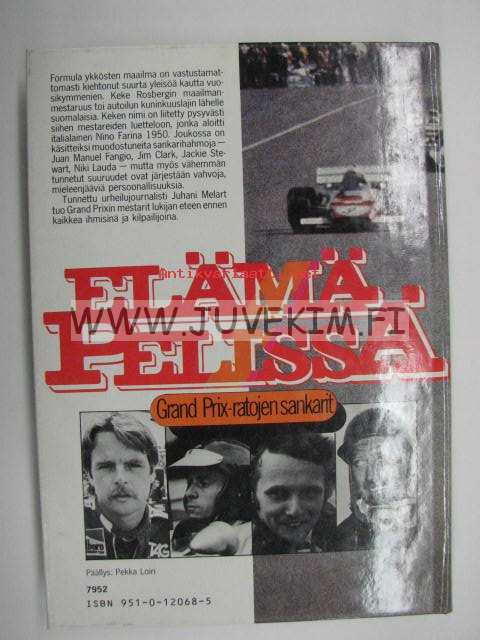 Formula ykkösten maailma on vastustamat-
tomasti kiehtonut suurta yleisöä kautta vuo-
sikymmenien. Keke Rosbergin maailman-
mestaruus toi autoilun kuninkuuslajin lähelle
suomalaisia. Keken nimi on liitetty pysyvästi
siihen mestareiden luetteloon, jonka aloitti
italialainen Nino Farina 1950. Joukossa on
käsitteiksi muodostuneita sankarihahmoja —
Juan Manuel Fangio, Jim Clark, Jackie Ste-
wart, Niki Lauda — mutta myös vähemmän
tunnetut suuruudet ovat järjestään vahvoja,
mieleenjääviä persoonallisuuksia.
Tunnettu urheilujournalisti Juhani Melart
tuo Grand Prixin mestarit lukijan eteen ennen
kaikkea ihmisinä ja kilpailijoina.
ELÄMÄ
WWW.JUVEKIM.FI
PELISSÄ
Grand Prix-ratojen sankarit
Marlboro
TAG
Päällys: Pekka Loiri
7952
ISBN 951-0-12068-5